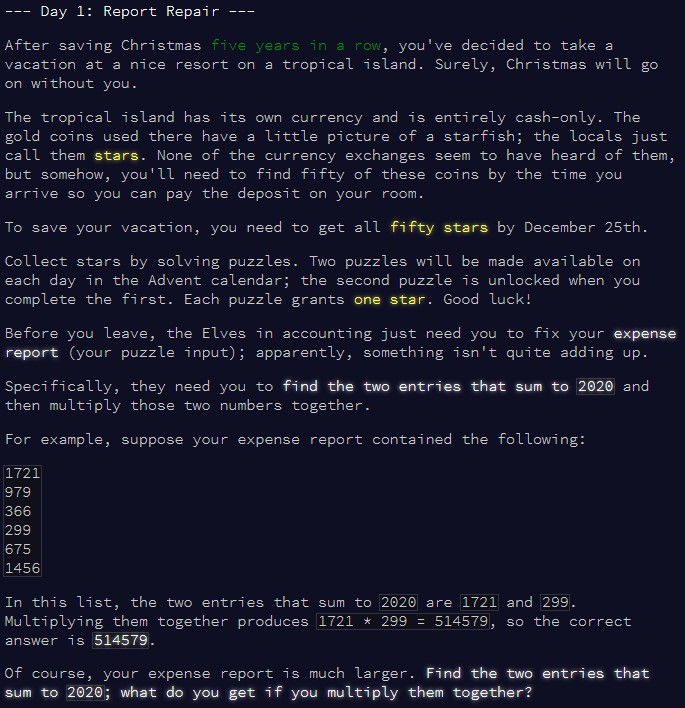 --- Day 1: Report Repair ---
After saving Christmas five years in a row, you've decided to take a
vacation at a nice resort on a tropical island. Surely, Christmas will go
on without you.
The tropical island has its own currency and is entirely cash-only. The
gold coins used there have a little picture of a starfish; the locals just
call them stars. None of the currency exchanges seem to have heard of them,
but somehow, you'll need to find fifty of these coins by the time you
arrive so you can pay the deposit on your room.
To save your vacation, you need to get all fifty stars by December 25th.
Collect stars by solving puzzles. Two puzzles will be made available on
each day in the Advent calendar; the second puzzle is unlocked when you
complete the first. Each puzzle grants one star. Good luck!
Before you leave, the Elves in accounting just need you to fix your expense
report (your puzzle input); apparently, something isn't quite adding up.
Specifically, they need you to find the two entries that sum to 2020 and
then multiply those two numbers together.
For example, suppose your expense report contained the following:
1721
979
366
299
675
1456
In this list, the two entries that sum to 2020 are 1721 and 299.
Multiplying them together produces 1721 * 299 = 514579, so the correct
answer is 514579.
Of course, your expense report is much larger. Find the two entries that
sum to 2020; what do you get if you multiply them together?